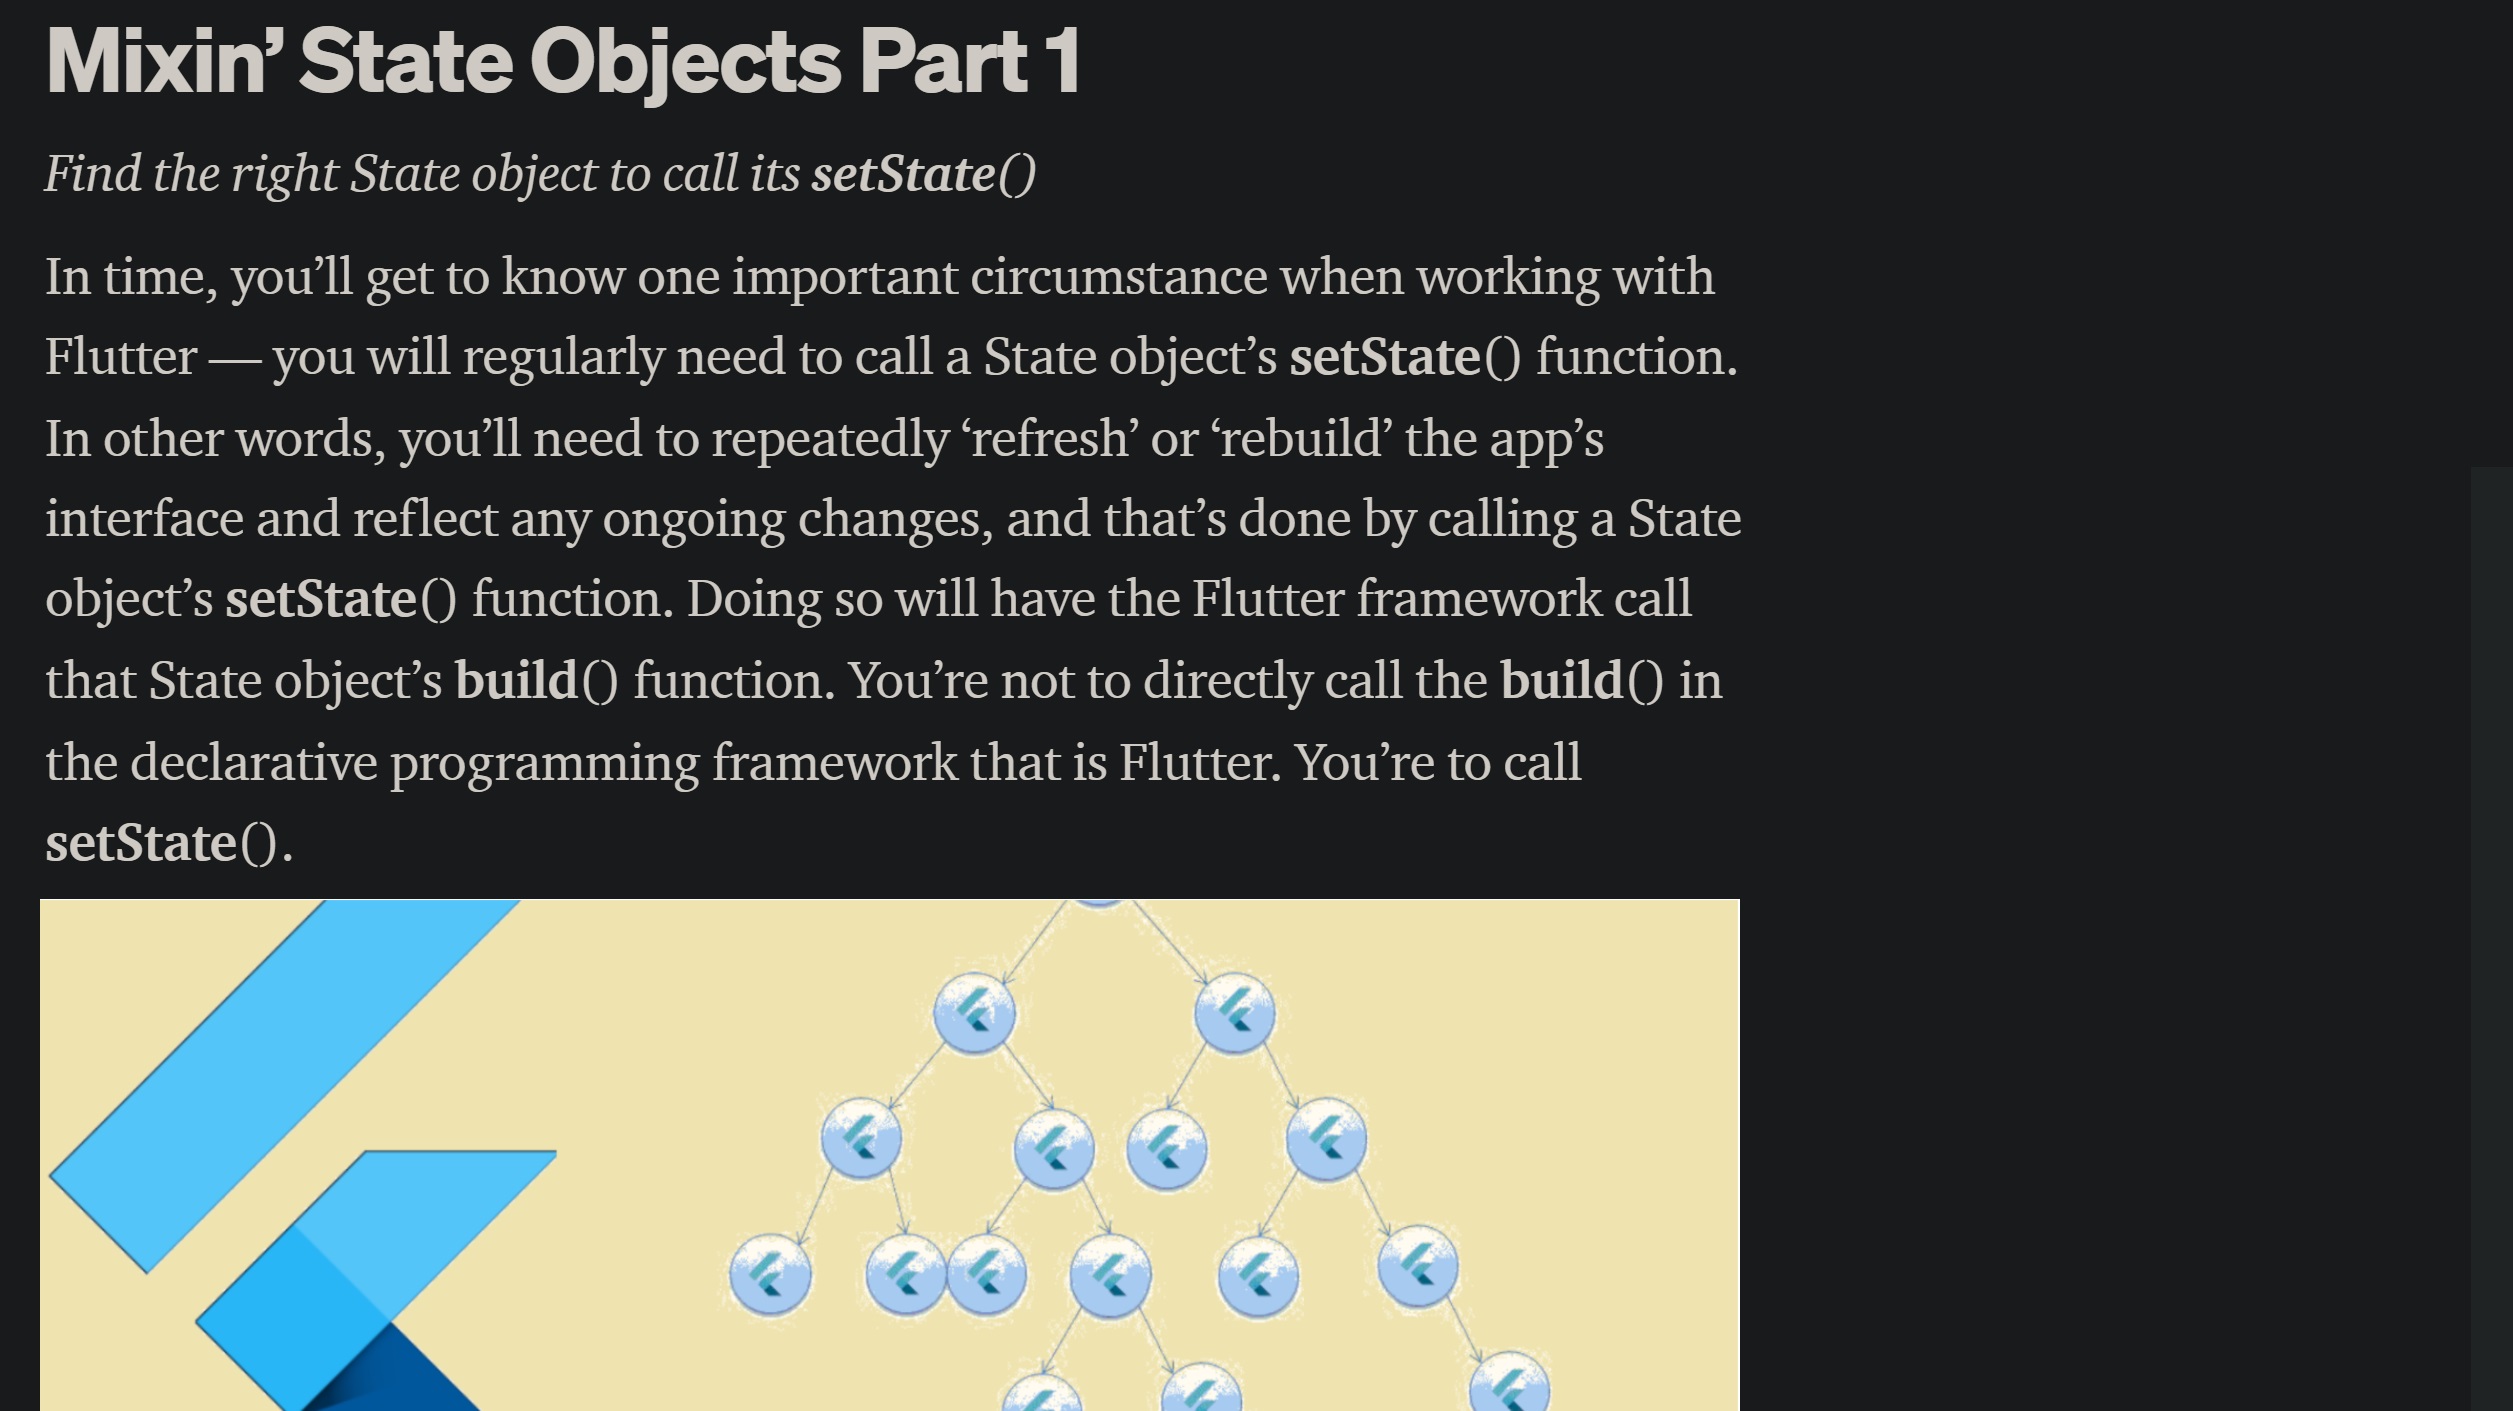 Mixin’ State Objects Part 1
Find the right State object to call its setState()
In time, you’ll get to know one important circumstance when working with
Flutter — you will regularly need to call a State object’s setState() function.
In other words, you’ll need to repeatedly ‘refresh’ or ‘rebuild’ the app’s
interface and reflect any ongoing changes, and that’s done by calling a State
object’s setState() function. Doing so will have the Flutter framework call
that State object’s build() function. You’re not to directly call the build() in
the declarative programming framework that is Flutter. You’re to call
setState().